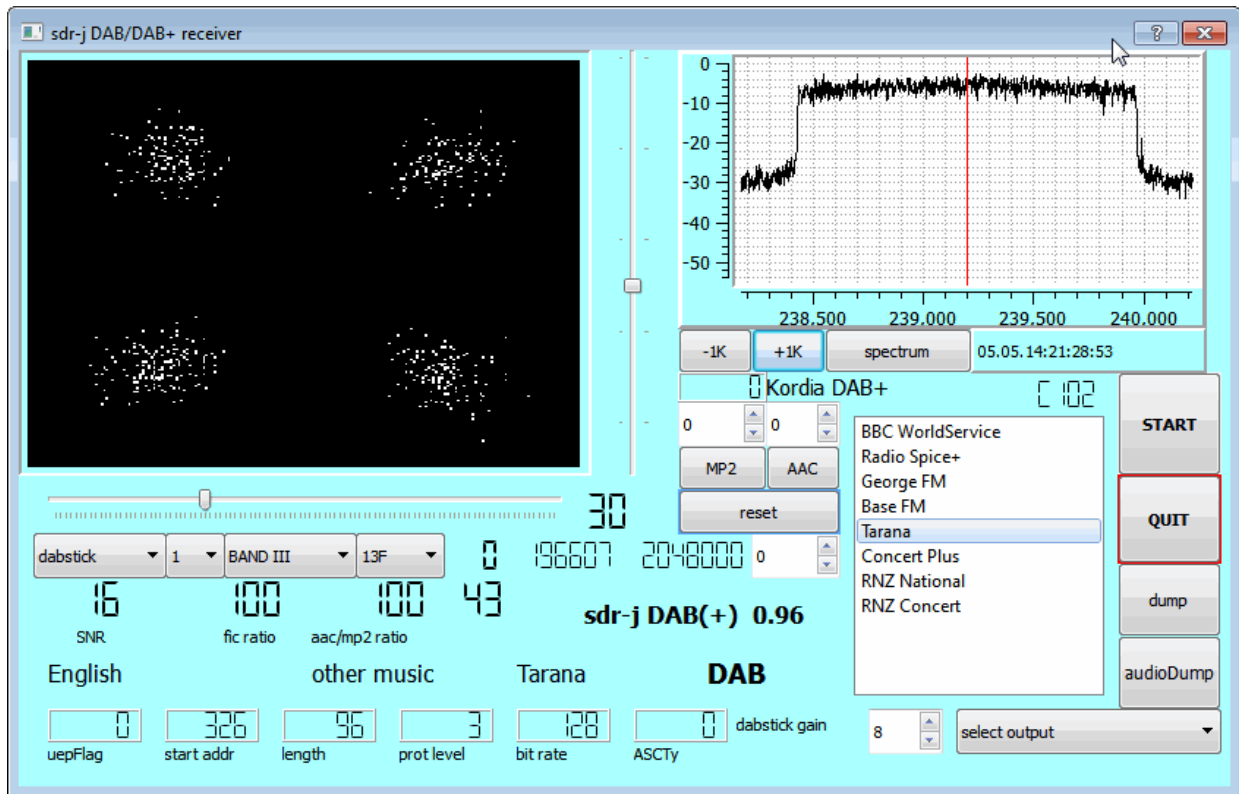 sdr-j DAB/DAB+ receiver
0
-10
-20
-30
-40
-50
238.500 239.000 239.500 240.000
-1K +1K spectrum 05.05.14:21:28:53
0 Kordia DAB+ C102
0 0
MP2 AAC
reset
BBC WorldService
Radio Spice+
George FM
Base FM
Tarana
Concert Plus
RNZ National
RNZ Concert
START
QUIT
dump
audioDump
30
dabstick 1 BAND III 13F 0 196607 2048000 0
16 100 100 43
SNR fic ratio aac/mp2 ratio
sdr-j DAB(+) 0.96
English other music Tarana DAB
0 326 96 3 128 0 dabstick gain 8 select output
uepFlag start addr length prot level bit rate ASCTy